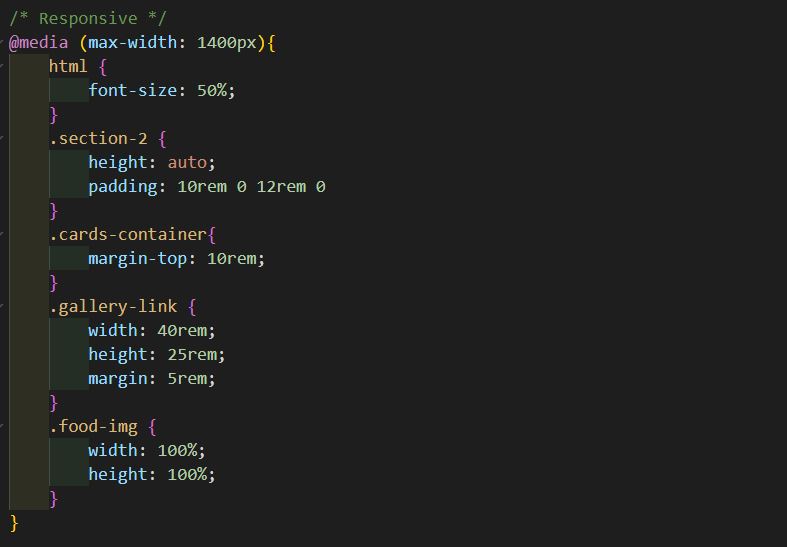 /* Responsive */
@media (max-width: 1400px){
    html {
        font-size: 50%;
    }
    .section-2 {
        height: auto;
        padding: 10rem 0 12rem 0
    }
    .cards-container{
        margin-top: 10rem;
    }
    .gallery-link {
        width: 40rem;
        height: 25rem;
        margin: 5rem;
    }
    .food-img {
        width: 100%;
        height: 100%;
    }
}